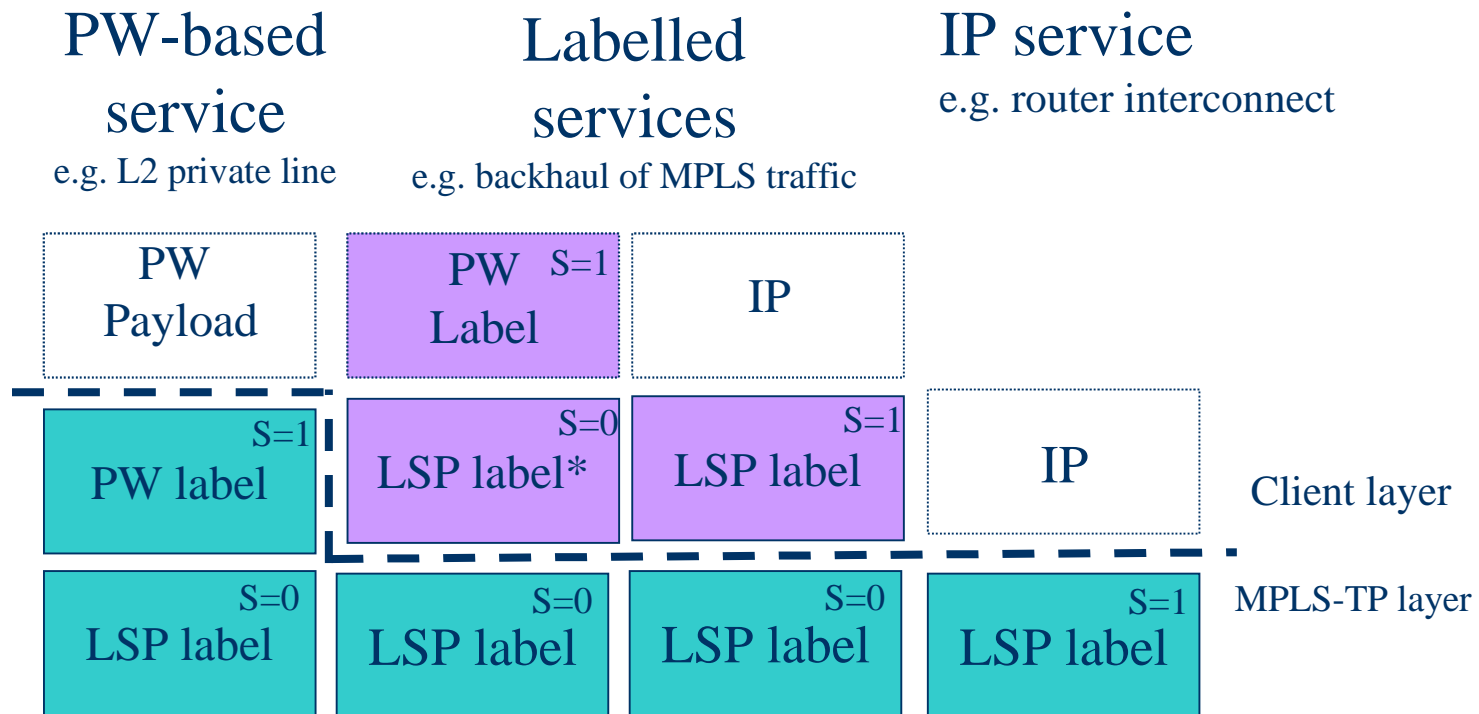 PW-based
service
e.g. L2 private line
Labelled
services
e.g. backhaul of MPLS traffic
IP service
e.g. router interconnect
PW
Payload
PW S=1
Label
IP
S=1
PW label
S=0
LSP label*
S=1
LSP label
IP
Client layer
S=0
LSP label
S=0
LSP label
S=0
LSP label
S=1
LSP label
MPLS-TP layer